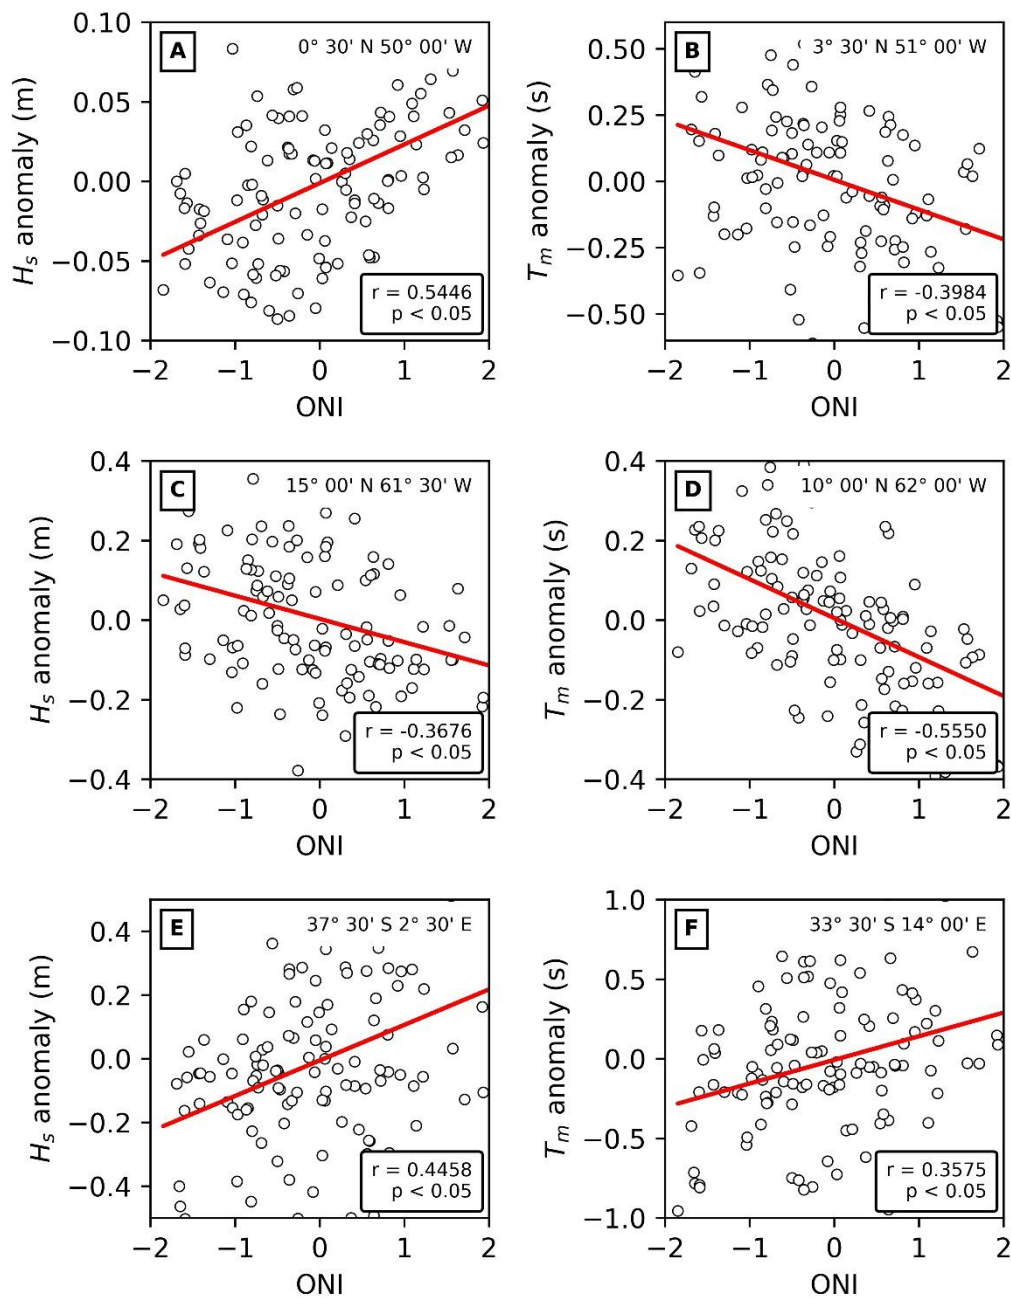 A
0° 30' N 50° 00' W
0.10
0.05
0.00
−0.05
−0.10
Hs anomaly (m)
r = 0.5446
p < 0.05
−2 −1 0 1 2
ONI
B
3° 30' N 51° 00' W
0.50
0.25
0.00
−0.25
−0.50
Tm anomaly (s)
r = -0.3984
p < 0.05
−2 −1 0 1 2
ONI
C
15° 00' N 61° 30' W
0.4
0.2
0.0
−0.2
−0.4
Hs anomaly (m)
r = -0.3676
p < 0.05
−2 −1 0 1 2
ONI
D
10° 00' N 62° 00' W
0.4
0.2
0.0
−0.2
−0.4
Tm anomaly (s)
r = -0.5550
p < 0.05
−2 −1 0 1 2
ONI
E
37° 30' S 2° 30' E
0.4
0.2
0.0
−0.2
−0.4
Hs anomaly (m)
r = 0.4458
p < 0.05
−2 −1 0 1 2
ONI
F
33° 30' S 14° 00' E
1.0
0.5
0.0
−0.5
−1.0
Tm anomaly (s)
r = 0.3575
p < 0.05
−2 −1 0 1 2
ONI